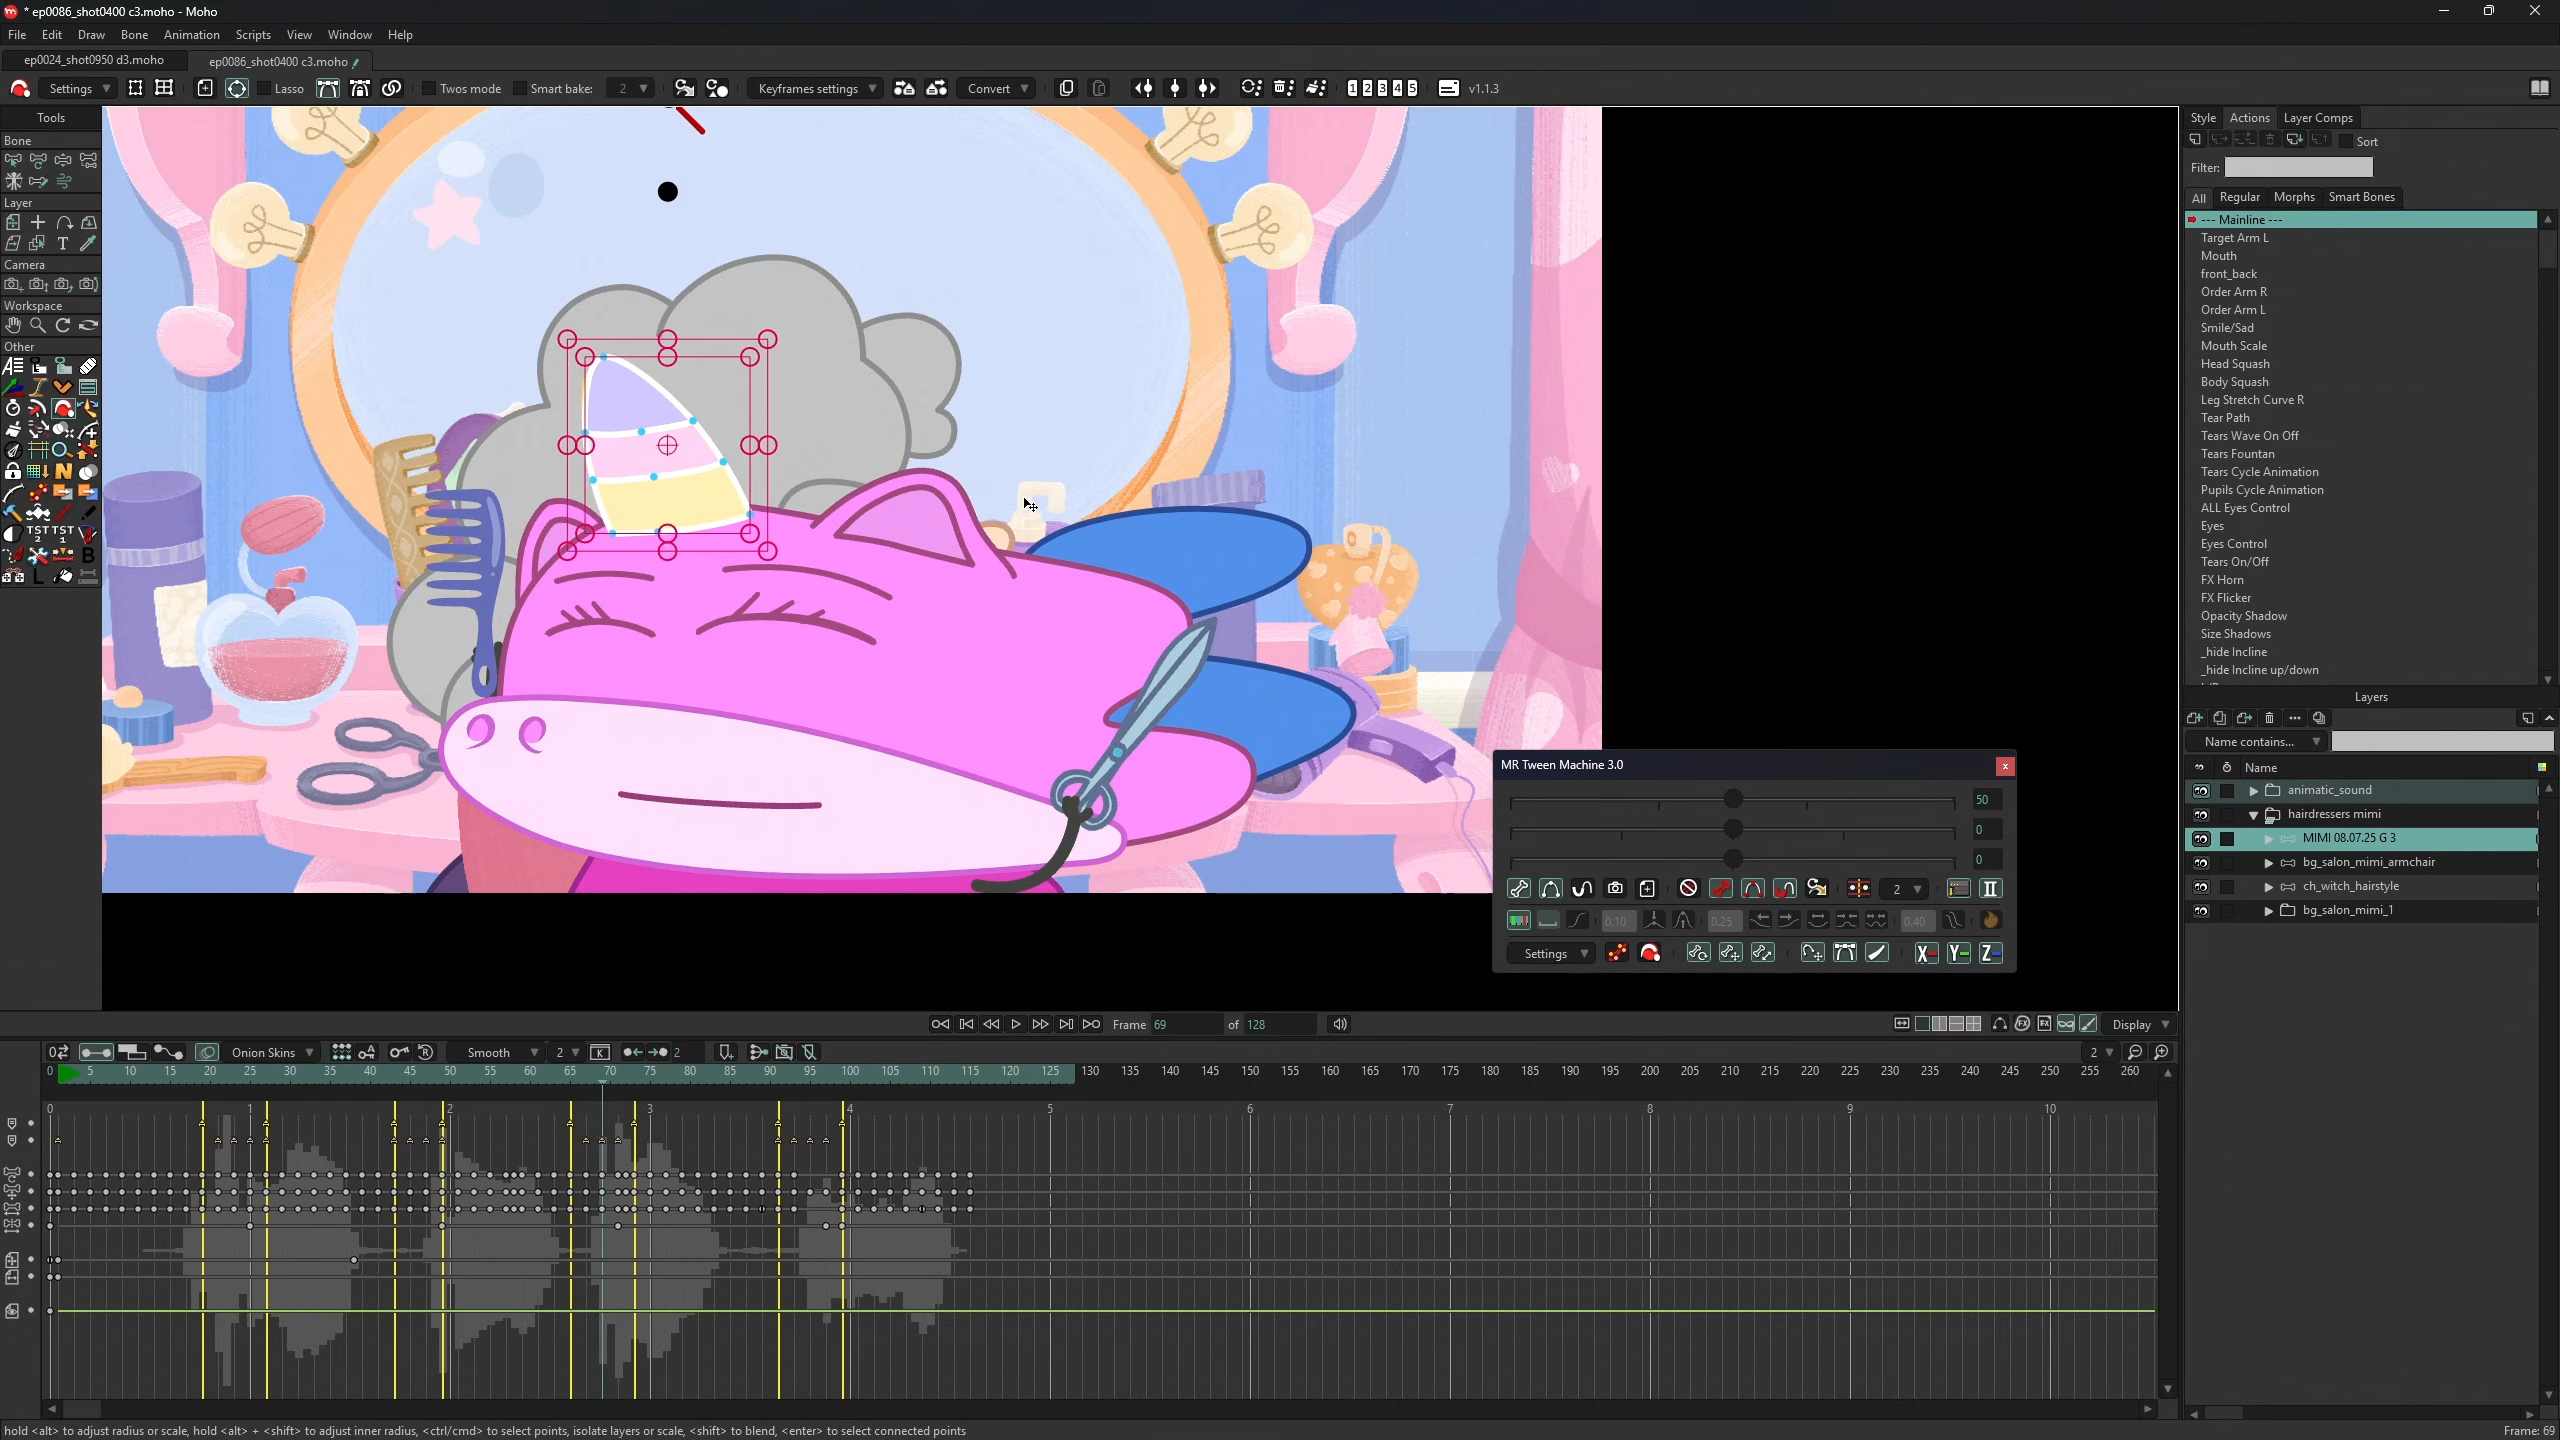 * ep0086_shot0400 c3.moho - Moho
File Edit Draw Bone Animation Scripts View Window Help
ep0024_shot0950 d3.moho ep0086_shot0400 c3.moho
Settings Lasso Twos mode Smart bake: 2 Keyframes settings Convert 1 2 3 4 5 v1.1.3
Tools
Bone
Layer
Camera
Workspace
Other
TST 2 TST 1
Style Actions Layer Comps
Sort
Filter:
All Regular Morphs Smart Bones
--- Mainline ---
Target Arm L
Mouth
front_back
Order Arm R
Order Arm L
Smile/Sad
Mouth Scale
Head Squash
Body Squash
Leg Stretch Curve R
Tear Path
Tears Wave On Off
Tears Fountan
Tears Cycle Animation
Pupils Cycle Animation
ALL Eyes Control
Eyes
Eyes Control
Tears On/Off
FX Horn
FX Flicker
Opacity Shadow
Size Shadows
_hide Incline
_hide Incline up/down
Layers
Name contains...
Name
animatic_sound
hairdressers mimi
MIMI 08.07.25 G 3
bg_salon_mimi_armchair
ch_witch_hairstyle
bg_salon_mimi_1
MR Tween Machine 3.0
50
0
0
2
0.10 0.25 0.40
Settings X Y Z
Frame 69 of 128 Display
Onion Skins Smooth 2 2 2
0 5 10 15 20 25 30 35 40 45 50 55 60 65 70 75 80 85 90 95 100 105 110 115 120 125 130 135 140 145 150 155 160 165 170 175 180 185 190 195 200 205 210 215 220 225 230 235 240 245 250 255 260
0 1 2 3 4 5 6 7 8 9 10
hold <alt> to adjust radius or scale, hold <alt> + <shift> to adjust inner radius, <ctrl/cmd> to select points, isolate layers or scale, <shift> to blend, <enter> to select connected points Frame: 69